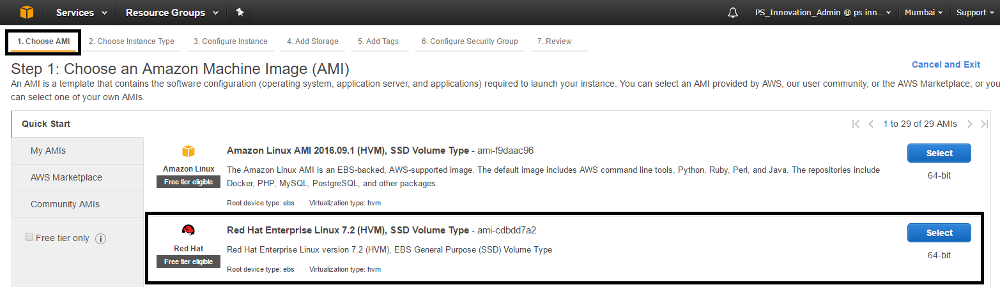 Services Resource Groups PS_Innovation_Admin @ ps-inn... Mumbai Support
1. Choose AMI 2. Choose Instance Type 3. Configure Instance 4. Add Storage 5. Add Tags 6. Configure Security Group 7. Review
Step 1: Choose an Amazon Machine Image (AMI)
Cancel and Exit
An AMI is a template that contains the software configuration (operating system, application server, and applications) required to launch your instance. You can select an AMI provided by AWS, our user community, or the AWS Marketplace; or you
can select one of your own AMIs.
Quick Start
1 to 29 of 29 AMIs
My AMIs
AWS Marketplace
Community AMIs
Free tier only
Amazon Linux
Free tier eligible
Amazon Linux AMI 2016.09.1 (HVM), SSD Volume Type - ami-f9daac96
The Amazon Linux AMI is an EBS-backed, AWS-supported image. The default image includes AWS command line tools, Python, Ruby, Perl, and Java. The repositories include
Docker, PHP, MySQL, PostgreSQL, and other packages.
Root device type: ebs Virtualization type: hvm
Select
64-bit
Red Hat
Free tier eligible
Red Hat Enterprise Linux 7.2 (HVM), SSD Volume Type - ami-cdbdd7a2
Red Hat Enterprise Linux version 7.2 (HVM), EBS General Purpose (SSD) Volume Type
Root device type: ebs Virtualization type: hvm
Select
64-bit